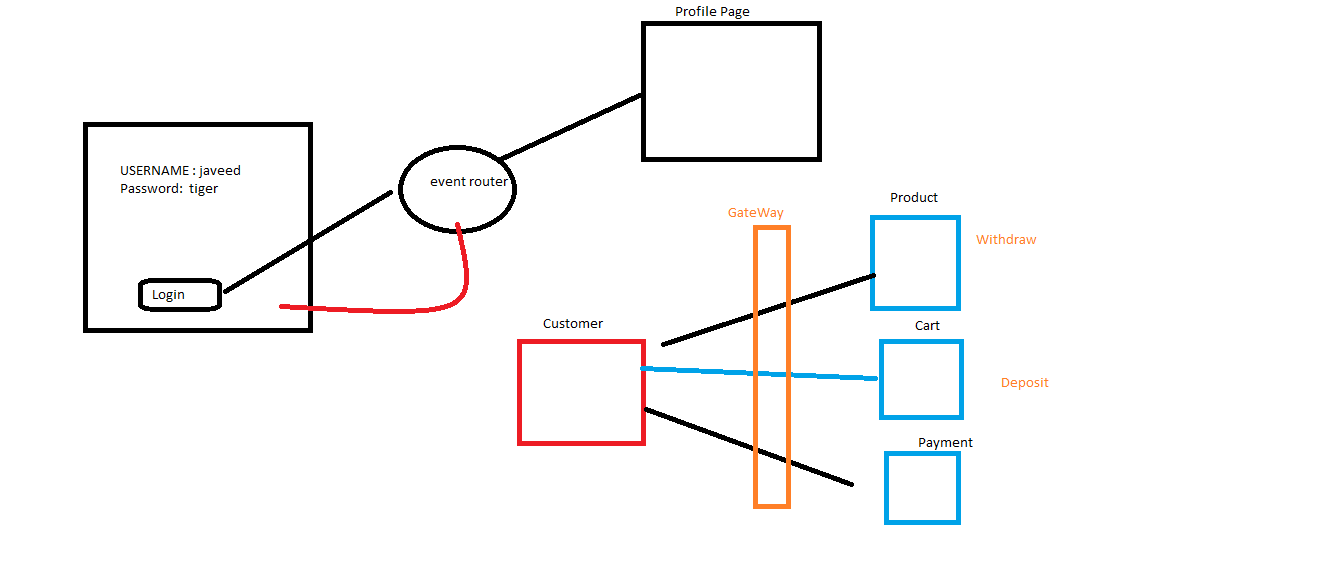 Profile Page
USERNAME : javeed
Password: tiger
event router
Login
GateWay
Product
Withdraw
Customer
Cart
Deposit
Payment